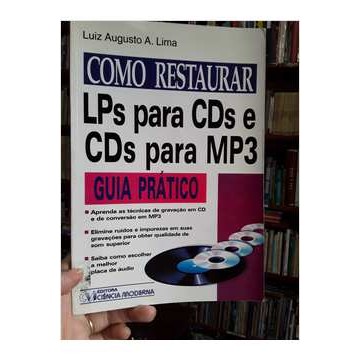 Luiz Augusto A. Lima
COMO RESTAURAR
LPs para CDs e
CDs para MP3
GUIA PRÁTICO
Aprenda as técnicas de gravação em CD
e de conversão em MP3
Elimine ruídos e impurezas em suas
gravações para obter qualidade de
som superior
Saiba como escolher
a melhor
placa de áudio
EDITORA
CIÊNCIA MODERNA